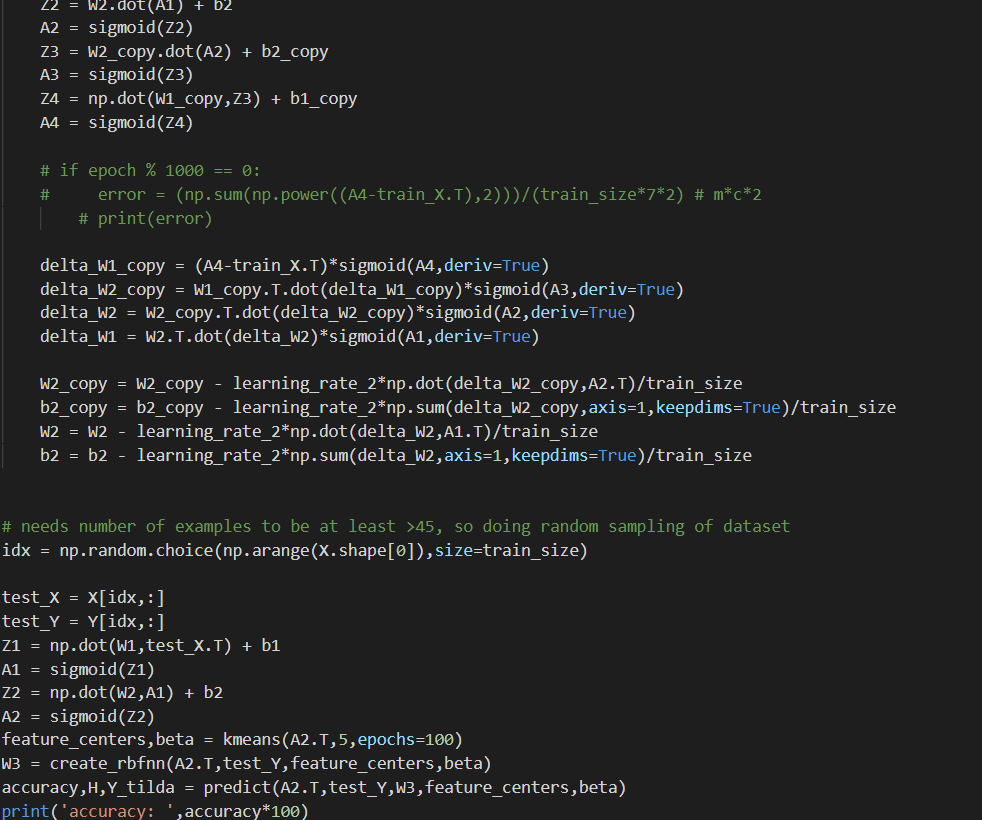 Z2 = W2.dot(A1) + b2
A2 = sigmoid(Z2)
Z3 = W2_copy.dot(A2) + b2_copy
A3 = sigmoid(Z3)
Z4 = np.dot(W1_copy,Z3) + b1_copy
A4 = sigmoid(Z4)
# if epoch % 1000 == 0:
#     error = (np.sum(np.power((A4-train_X.T),2)))/(train_size*7*2) # m*c*2
# print(error)
delta_W1_copy = (A4-train_X.T)*sigmoid(A4,deriv=True)
delta_W2_copy = W1_copy.T.dot(delta_W1_copy)*sigmoid(A3,deriv=True)
delta_W2 = W2_copy.T.dot(delta_W2_copy)*sigmoid(A2,deriv=True)
delta_W1 = W2.T.dot(delta_W2)*sigmoid(A1,deriv=True)
W2_copy = W2_copy - learning_rate_2*np.dot(delta_W2_copy,A2.T)/train_size
b2_copy = b2_copy - learning_rate_2*np.sum(delta_W2_copy,axis=1,keepdims=True)/train_size
W2 = W2 - learning_rate_2*np.dot(delta_W2,A1.T)/train_size
b2 = b2 - learning_rate_2*np.sum(delta_W2,axis=1,keepdims=True)/train_size
# needs number of examples to be at least >45, so doing random sampling of dataset
idx = np.random.choice(np.arange(X.shape[0]),size=train_size)
test_X = X[idx,:]
test_Y = Y[idx,:]
Z1 = np.dot(W1,test_X.T) + b1
A1 = sigmoid(Z1)
Z2 = np.dot(W2,A1) + b2
A2 = sigmoid(Z2)
feature_centers,beta = kmeans(A2.T,5,epochs=100)
W3 = create_rbfnn(A2.T,test_Y,feature_centers,beta)
accuracy,H,Y_tilda = predict(A2.T,test_Y,W3,feature_centers,beta)
print('accuracy: ',accuracy*100)